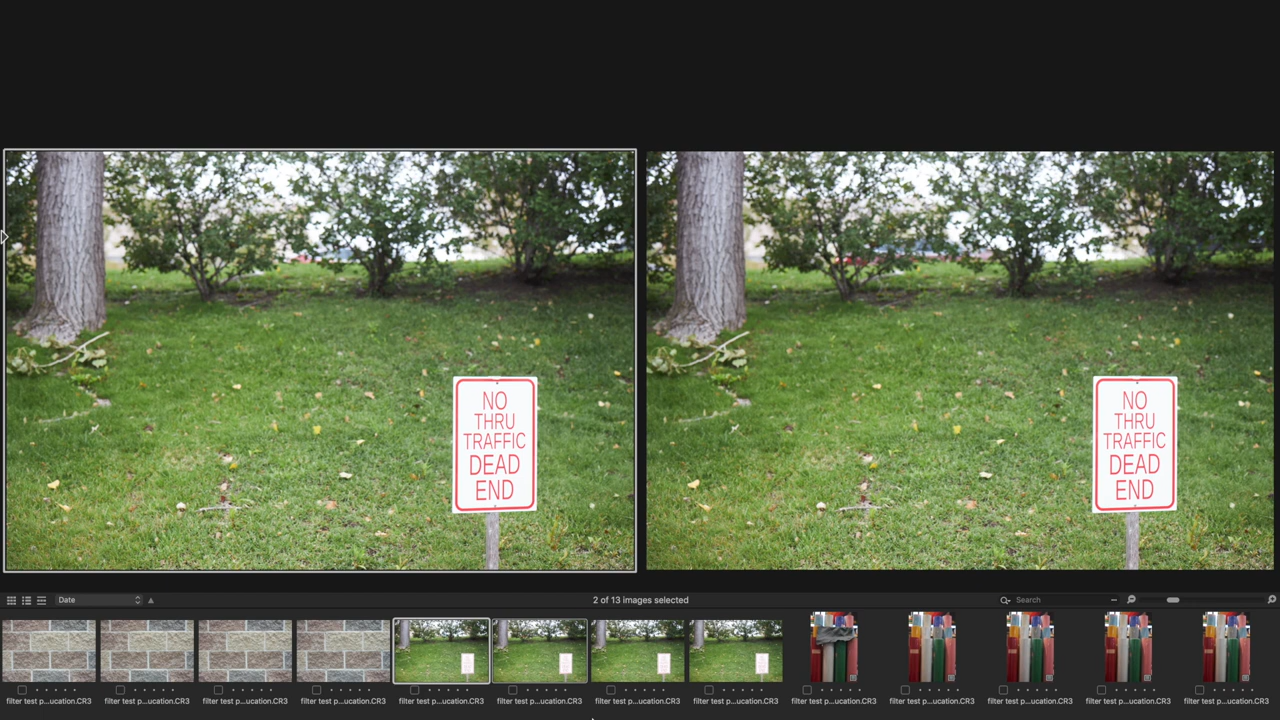 NO
THRU
TRAFFIC
DEAD
END
NO
THRU
TRAFFIC
DEAD
END
Date
2 of 13 images selected
Search
filter test p...ucation.CR3
filter test p...ucation.CR3
filter test p...ucation.CR3
filter test p...ucation.CR3
filter test p...ucation.CR3
filter test p...ucation.CR3
filter test p...ucation.CR3
filter test p...ucation.CR3
filter test p...ucation.CR3
filter test p...ucation.CR3
filter test p...ucation.CR3
filter test p...ucation.CR3
filter test p...ucation.CR3